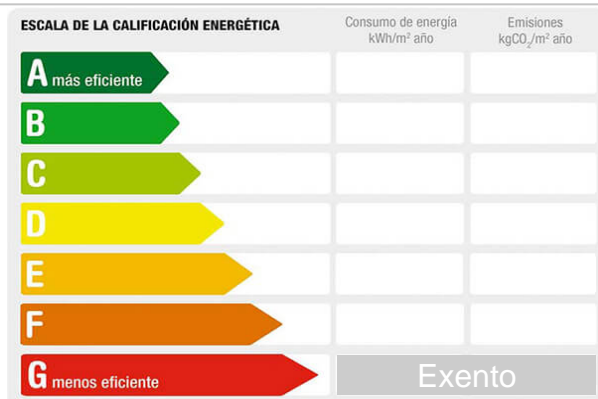 ESCALA DE LA CALIFICACIÓN ENERGÉTICA
Consumo de energía
kWh/m² año
Emisiones
kgCO₂/m² año
A más eficiente
B
C
D
E
F
G menos eficiente
Exento